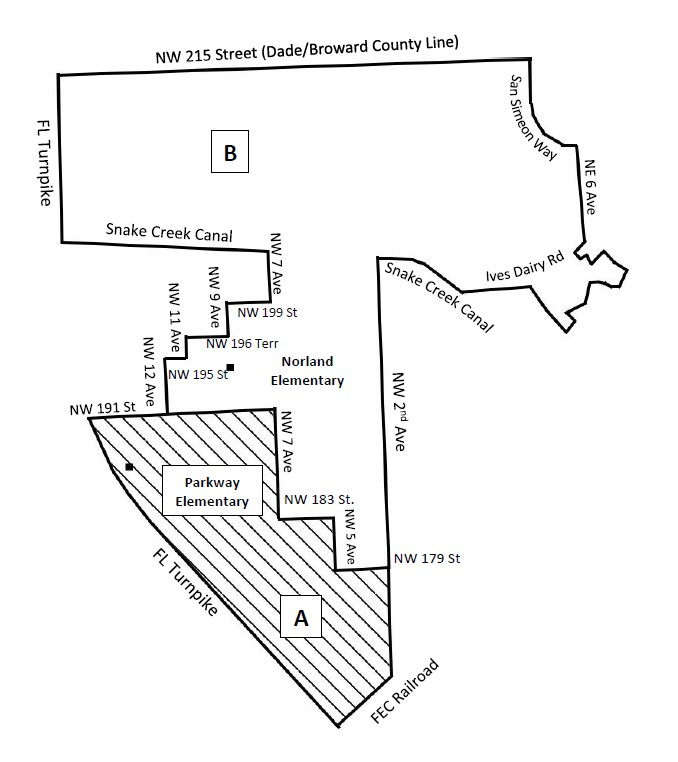 NW 215 Street (Dade/Broward County Line)
FL Turnpike
San Simeon Way
B
NE 6 Ave
Snake Creek Canal
NW 7 Ave
Ives Dairy Rd
Snake Creek Canal
NW 9 Ave
NW 11 Ave
NW 199 St
NW 12 Ave
NW 196 Terr
NW 195 St
Norland
Elementary
NW 2nd Ave
NW 191 St
NW 7 Ave
Parkway
Elementary
NW 183 St.
NW 5 Ave
NW 179 St
FL Turnpike
A
FEC Railroad